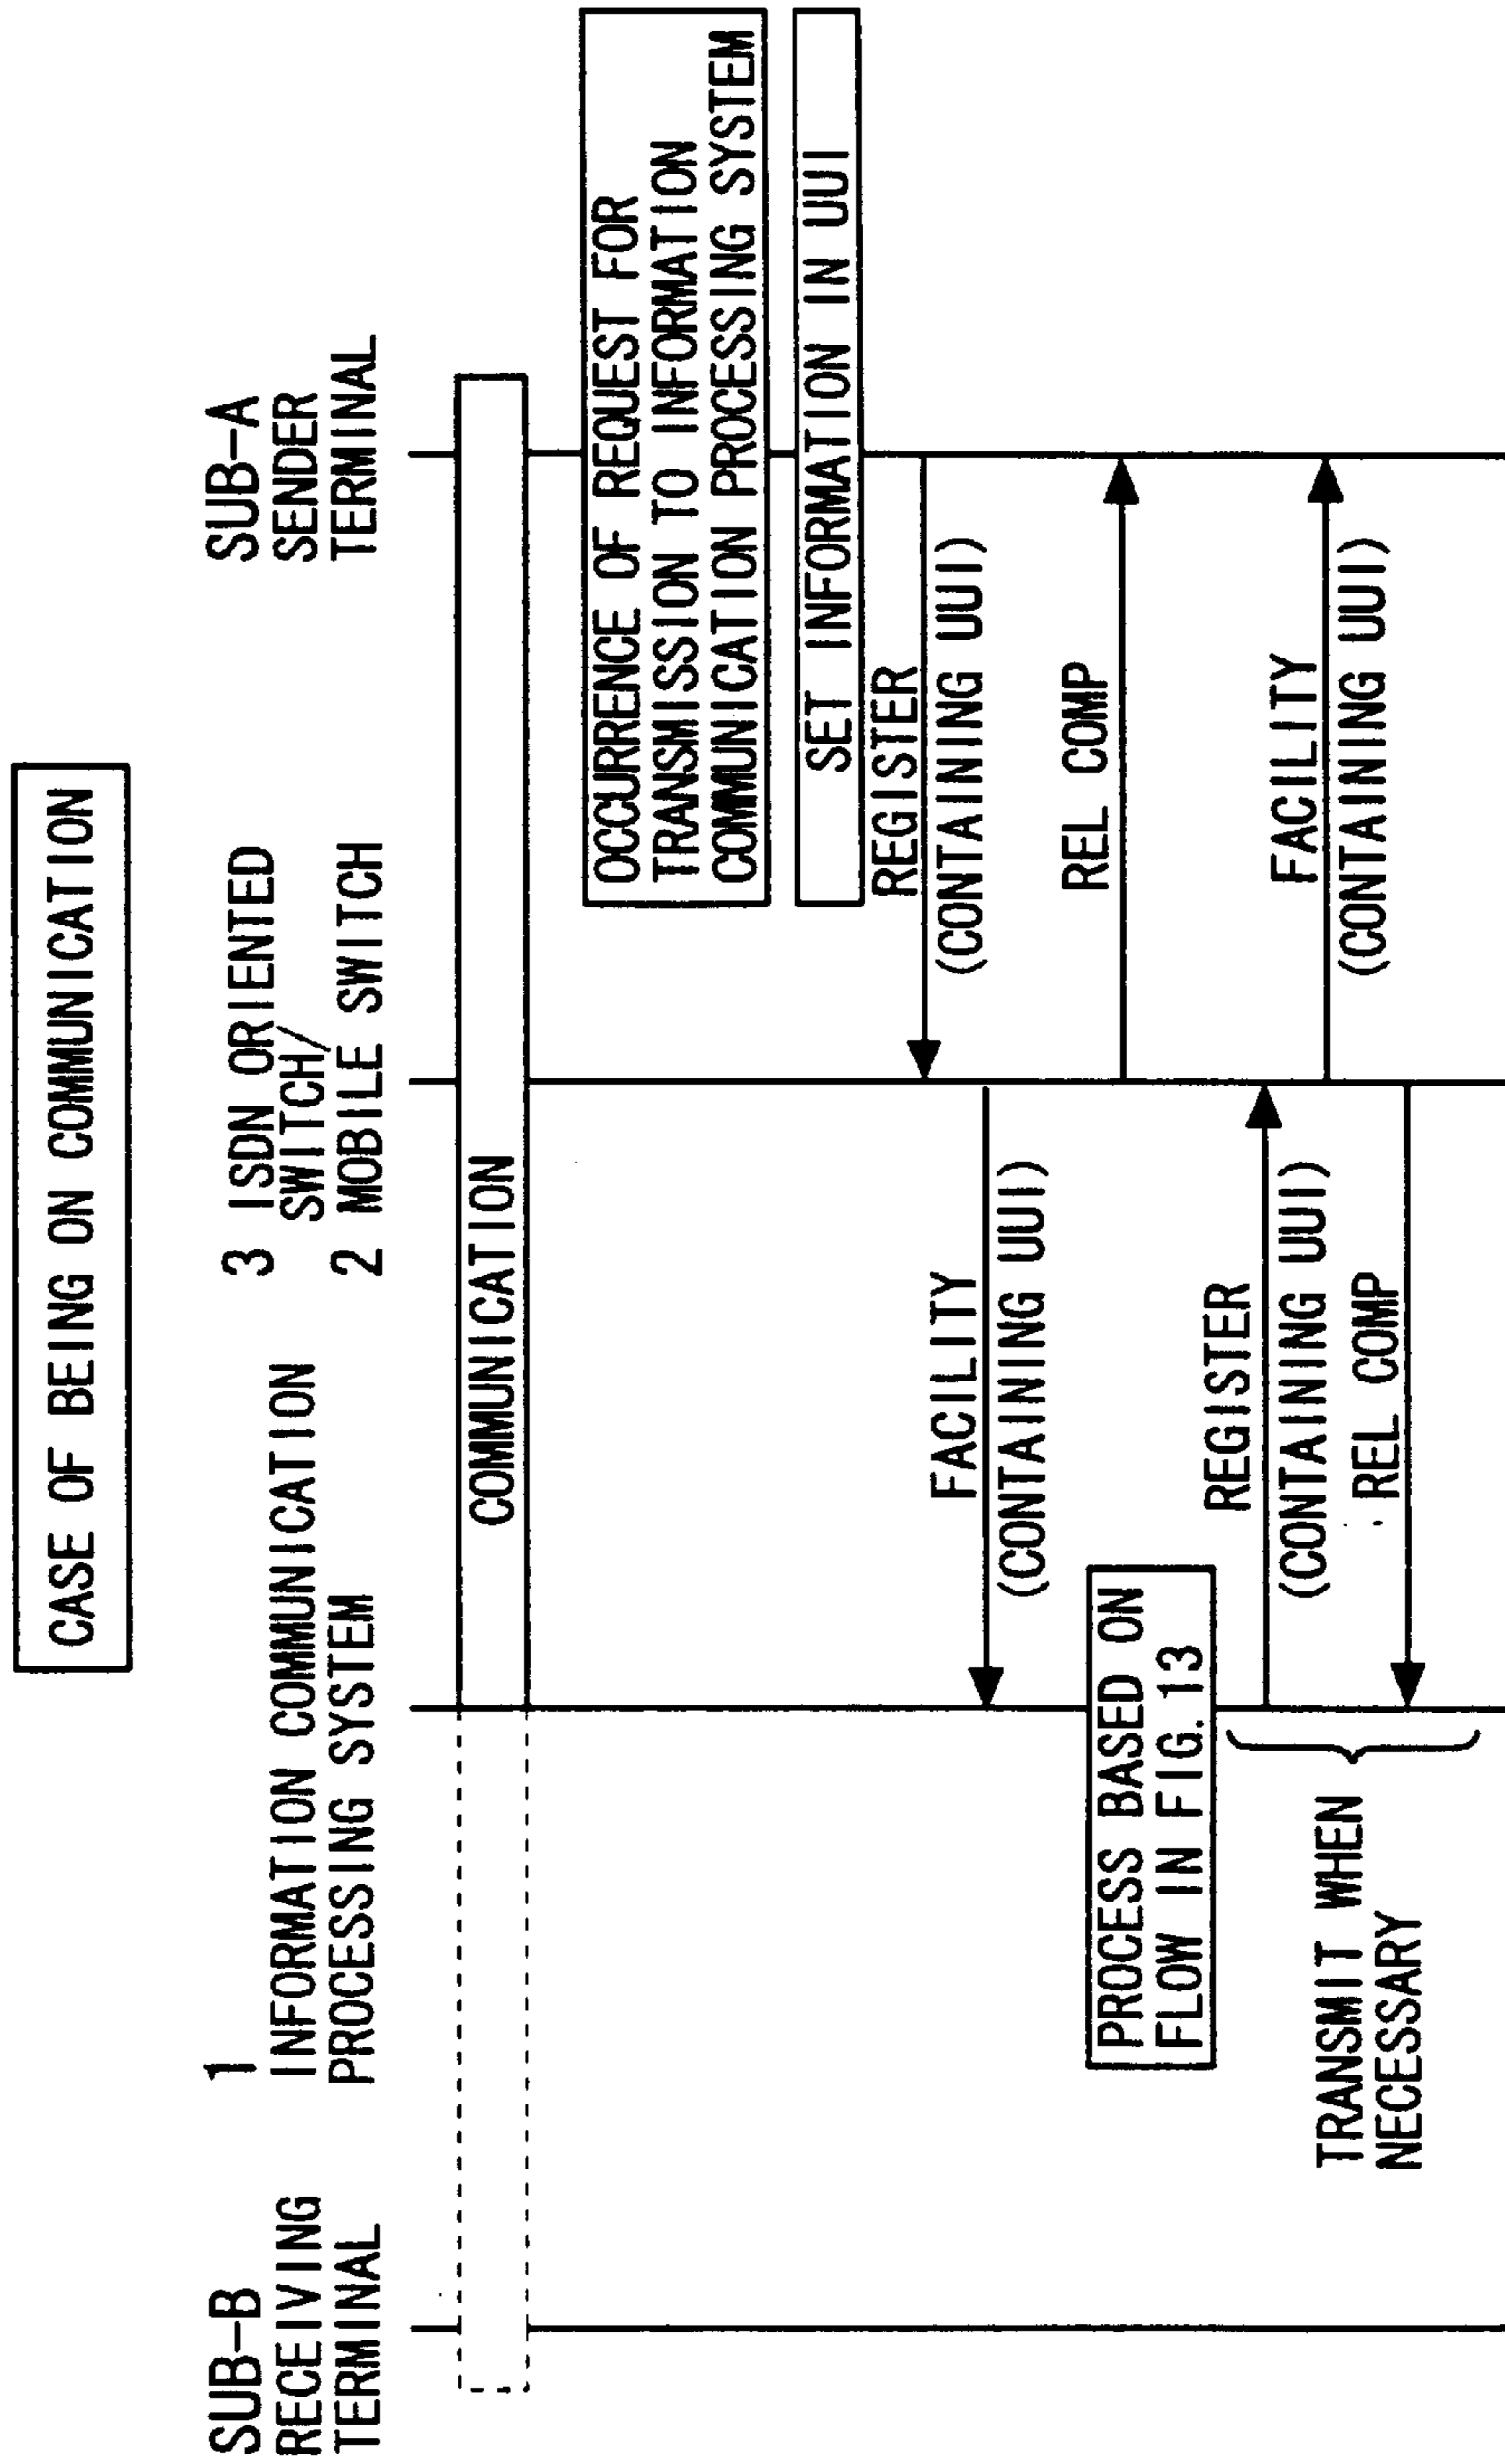 CASE OF BEING ON COMMUNICATION
SUB-B
RECEIVING
TERMINAL
1
INFORMATION COMMUNICATION
PROCESSING SYSTEM
3 ISDN ORIENTED
SWITCH/
2 MOBILE SWITCH
SUB-A
SENDER
TERMINAL
COMMUNICATION
OCCURRENCE OF REQUEST FOR
TRANSMISSION TO INFORMATION
COMMUNICATION PROCESSING SYSTEM
SET INFORMATION IN UUI
REGISTER
(CONTAINING UUI)
FACILITY
(CONTAINING UUI)
REL COMP
PROCESS BASED ON
FLOW IN FIG.13
REGISTER
(CONTAINING UUI)
FACILITY
(CONTAINING UUI)
REL COMP
TRANSMIT WHEN
NECESSARY